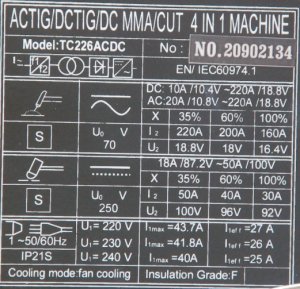 ACTIG/DCTIG/DC MMA/CUT 4 IN 1 MACHINE
Model:TC226ACDC No: NO.20902134
f1 f2 EN/ IEC60974.1
DC: 10A /10.4V ~220A /18.8V
AC:20A /10.8V ~220A /18.8V
X 35% 60% 100%
S U₀ V 70 I₂ 220A 200A 160A
U₂ 18.8V 18V 16.4V
18A /87.2V~50A /100V
X 35% 60% 100%
S U₀ V 250 I₂ 50A 40A 30A
U₂ 100V 96V 92V
1 ~50/60Hz U₁= 220 V I₁max =43.7A I₁eff =27 A
U₁= 230 V I₁max =41.8A I₁eff =26 A
IP21S U₁= 240 V I₁max =40A I₁eff =25 A
Cooling mode:fan cooling Insulation Grade:F